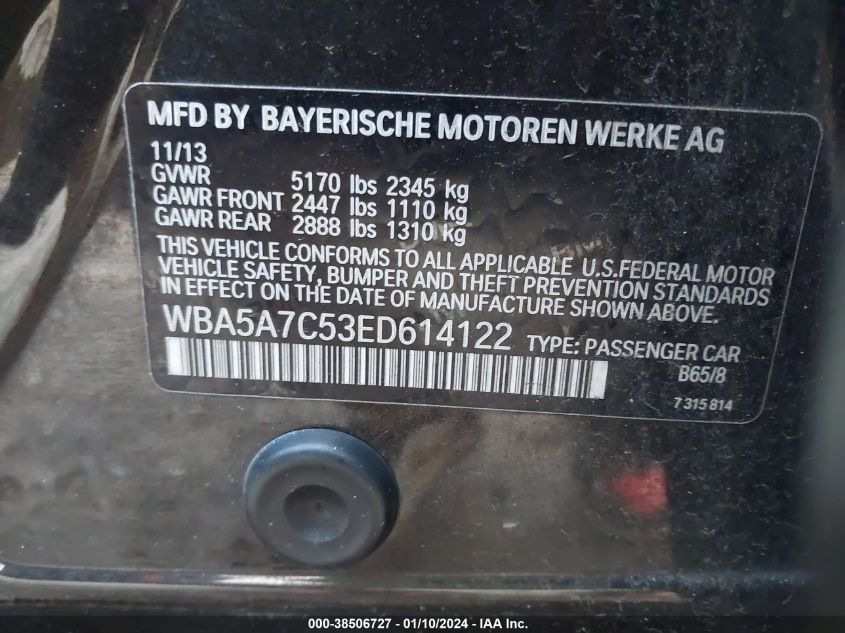 MFD BY BAYERISCHE MOTOREN WERKE AG
11/13
GVWR 5170 lbs 2345 kg
GAWR FRONT 2447 lbs 1110 kg
GAWR REAR 2888 lbs 1310 kg
THIS VEHICLE CONFORMS TO ALL APPLICABLE U.S.FEDERAL MOTOR
VEHICLE SAFETY, BUMPER AND THEFT PREVENTION STANDARDS
IN EFFECT ON THE DATE OF MANUFACTURE SHOWN ABOVE.
WBA5A7C53ED614122 TYPE: PASSENGER CAR
B65/8
7 315 814
000-38506727 - 01/10/2024 - IAA Inc.